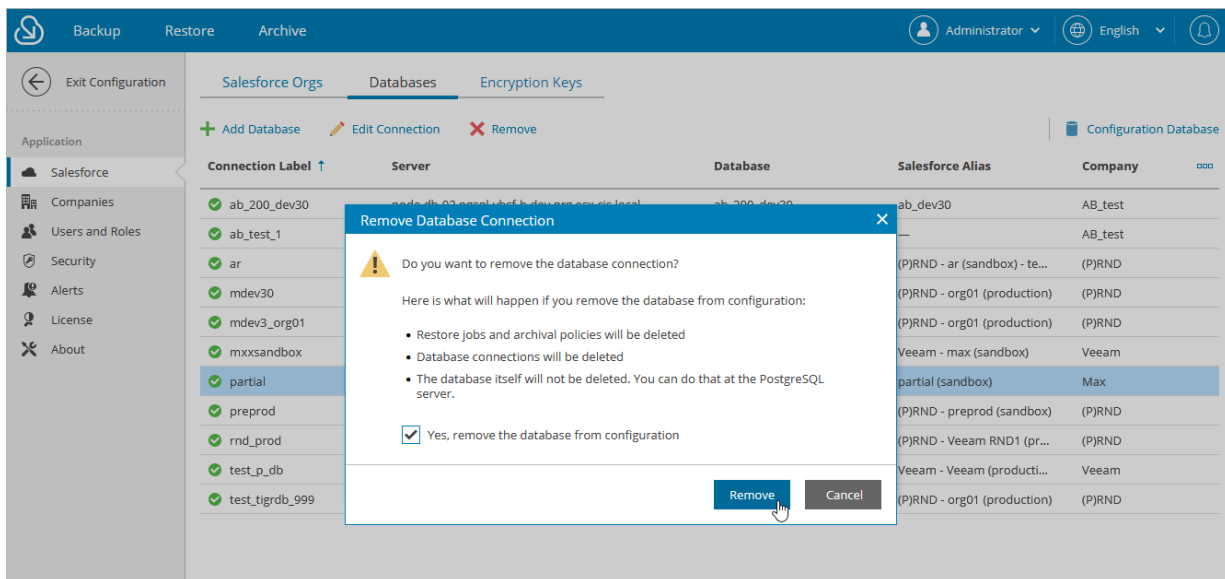 Backup Restore Archive Administrator English
Exit Configuration
Salesforce Orgs Databases Encryption Keys
Add Database Edit Connection Remove Configuration Database
Application
Salesforce
Companies
Users and Roles
Security
Alerts
License
About
Connection Label ↑ Server Database Salesforce Alias Company
ab_200_dev30 ab_200_dev30 ab_dev30 AB_test
ab_test_1 — AB_test
ar (P)RND - ar (sandbox) - te... (P)RND
mdev30 (P)RND - org01 (production) (P)RND
mdev3_org01 (P)RND - org01 (production) (P)RND
mxxsandbox Veeam - max (sandbox) Veeam
partial partial (sandbox) Max
preprod (P)RND - preprod (sandbox) (P)RND
rnd_prod (P)RND - Veeam RND1 (pr... (P)RND
test_p_db Veeam - Veeam (producti... Veeam
test_tigrdb_999 (P)RND - org01 (production) (P)RND
Remove Database Connection
Do you want to remove the database connection?
Here is what will happen if you remove the database from configuration:
• Restore jobs and archival policies will be deleted
• Database connections will be deleted
• The database itself will not be deleted. You can do that at the PostgreSQL
server.
Yes, remove the database from configuration
Remove Cancel